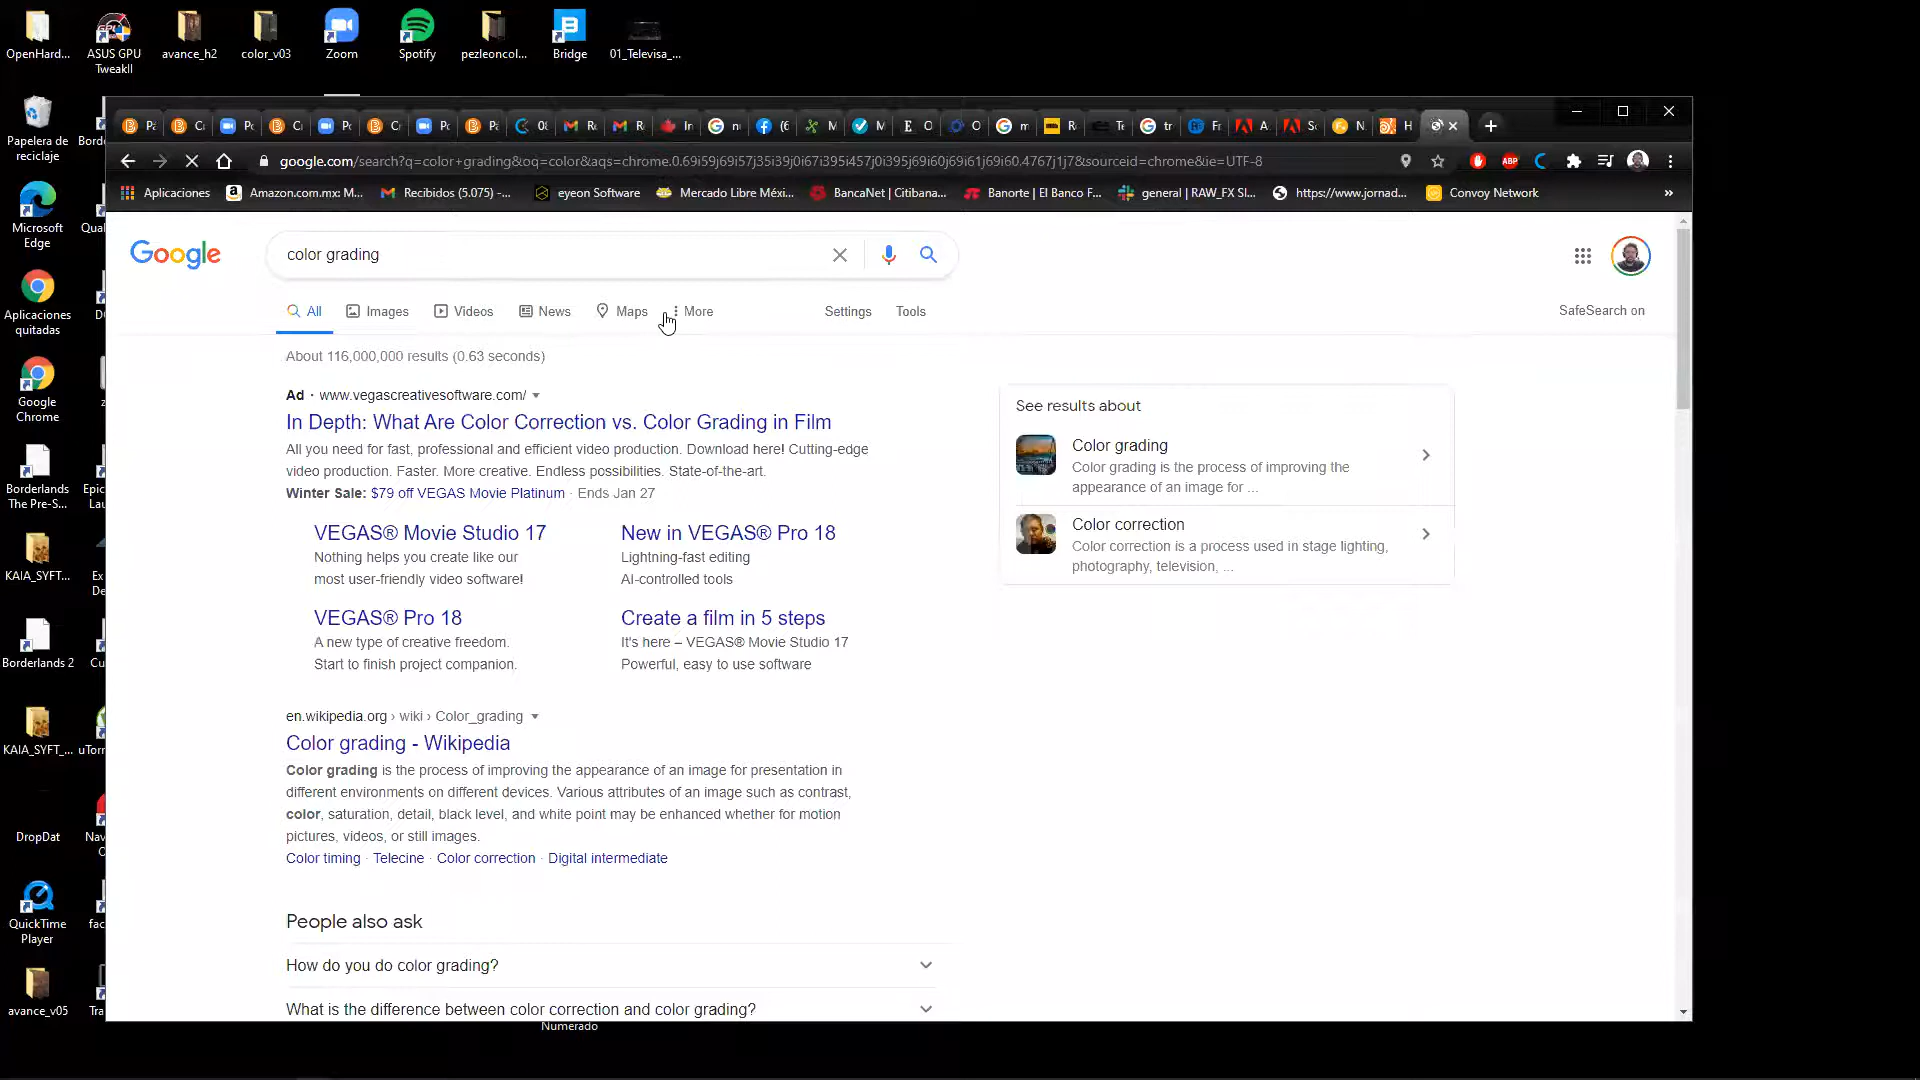 OpenHard...
ASUS GPU
TweakII
avance_h2
color_v03
Zoom
Spotify
pezleoncol...
Bridge
01_Televisa_...
google.com/search?q=color+grading&oq=color&aqs=chrome.0.69i59j69i57j35i39j0i67i395i457j0i395j69i60j69i61j69i60.4767j1j7&sourceid=chrome&ie=UTF-8
ABP
Aplicaciones
Amazon.com.mx: M...
Recibidos (5.075) -...
eyeon Software
Mercado Libre Méxi...
BancaNet | Citibana...
Banorte | El Banco F...
general | RAW_FX Sl...
https://www.jornad...
Convoy Network
»
Papelera de
reciclaje
Microsoft
Edge
Aplicaciones
quitadas
Google
Chrome
Borderlands
The Pre-S...
KAIA_SYFT...
Borderlands 2
KAIA_SYFT_...
DropDat
QuickTime
Player
avance_v05
Google
color grading
All
Images
Videos
News
Maps
More
Settings
Tools
SafeSearch on
About 116,000,000 results (0.63 seconds)
Ad · www.vegascreativesoftware.com/
In Depth: What Are Color Correction vs. Color Grading in Film
All you need for fast, professional and efficient video production. Download here! Cutting-edge
video production. Faster. More creative. Endless possibilities. State-of-the-art.
Winter Sale: $79 off VEGAS Movie Platinum · Ends Jan 27
VEGAS® Movie Studio 17
Nothing helps you create like our
most user-friendly video software!
New in VEGAS® Pro 18
Lightning-fast editing
AI-controlled tools
VEGAS® Pro 18
A new type of creative freedom.
Start to finish project companion.
Create a film in 5 steps
It's here – VEGAS® Movie Studio 17
Powerful, easy to use software
en.wikipedia.org › wiki › Color_grading
Color grading - Wikipedia
Color grading is the process of improving the appearance of an image for presentation in
different environments on different devices. Various attributes of an image such as contrast,
color, saturation, detail, black level, and white point may be enhanced whether for motion
pictures, videos, or still images.
Color timing · Telecine · Color correction · Digital intermediate
People also ask
How do you do color grading?
What is the difference between color correction and color grading?
See results about
Color grading
Color grading is the process of improving the
appearance of an image for ...
Color correction
Color correction is a process used in stage lighting,
photography, television, ...
Numerado